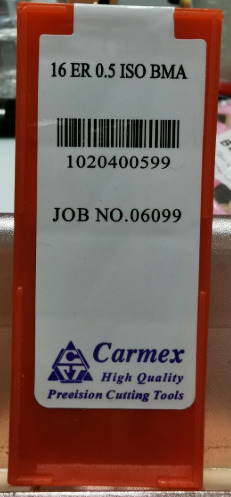 16 ER 0.5 ISO BMA
1020400599
JOB NO.06099
Carmex
High Quality
Precision Cutting Tools